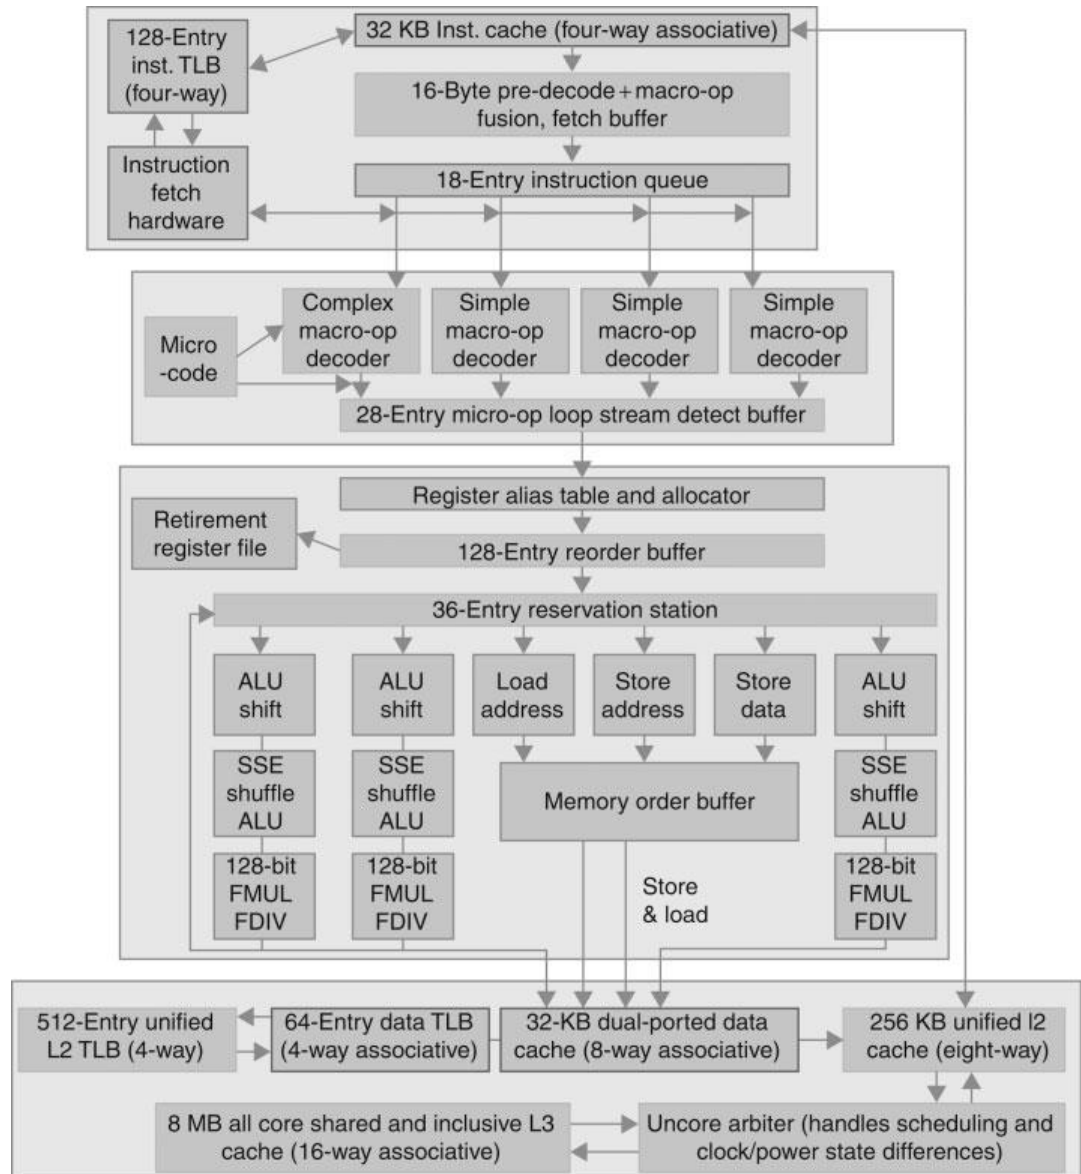 128-Entry
inst. TLB
(four-way)
32 KB Inst. cache (four-way associative)
16-Byte pre-decode+macro-op
fusion, fetch buffer
Instruction
fetch
hardware
18-Entry instruction queue
Micro
-code
Complex
macro-op
decoder
Simple
macro-op
decoder
Simple
macro-op
decoder
Simple
macro-op
decoder
28-Entry micro-op loop stream detect buffer
Register alias table and allocator
Retirement
register file
128-Entry reorder buffer
36-Entry reservation station
ALU
shift
ALU
shift
Load
address
Store
address
Store
data
ALU
shift
SSE
shuffle
ALU
SSE
shuffle
ALU
Memory order buffer
SSE
shuffle
ALU
128-bit
FMUL
FDIV
128-bit
FMUL
FDIV
Store
& load
128-bit
FMUL
FDIV
512-Entry unified
L2 TLB (4-way)
64-Entry data TLB
(4-way associative)
32-KB dual-ported data
cache (8-way associative)
256 KB unified l2
cache (eight-way)
8 MB all core shared and inclusive L3
cache (16-way associative)
Uncore arbiter (handles scheduling and
clock/power state differences)